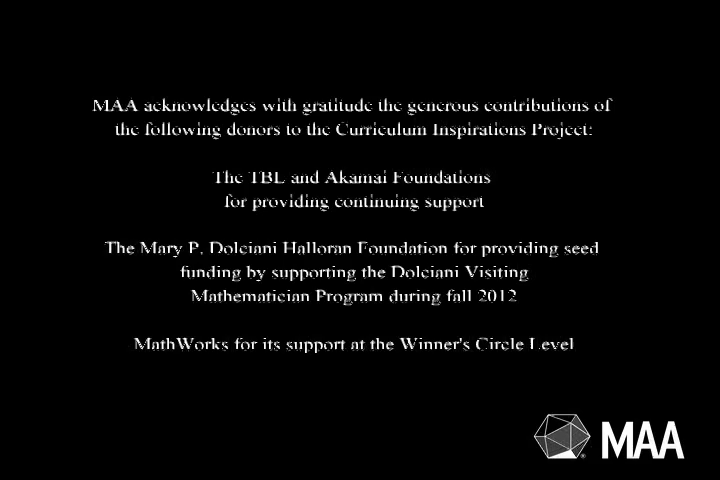 MAA acknowledges with gratitude the generous contributions of
the following donors to the Curriculum Inspirations Project:
The TBL and Akamai Foundations
for providing continuing support
The Mary P. Dolciani Halloran Foundation for providing seed
funding by supporting the Dolciani Visiting
Mathematician Program during fall 2012
MathWorks for its support at the Winner's Circle Level
MAA